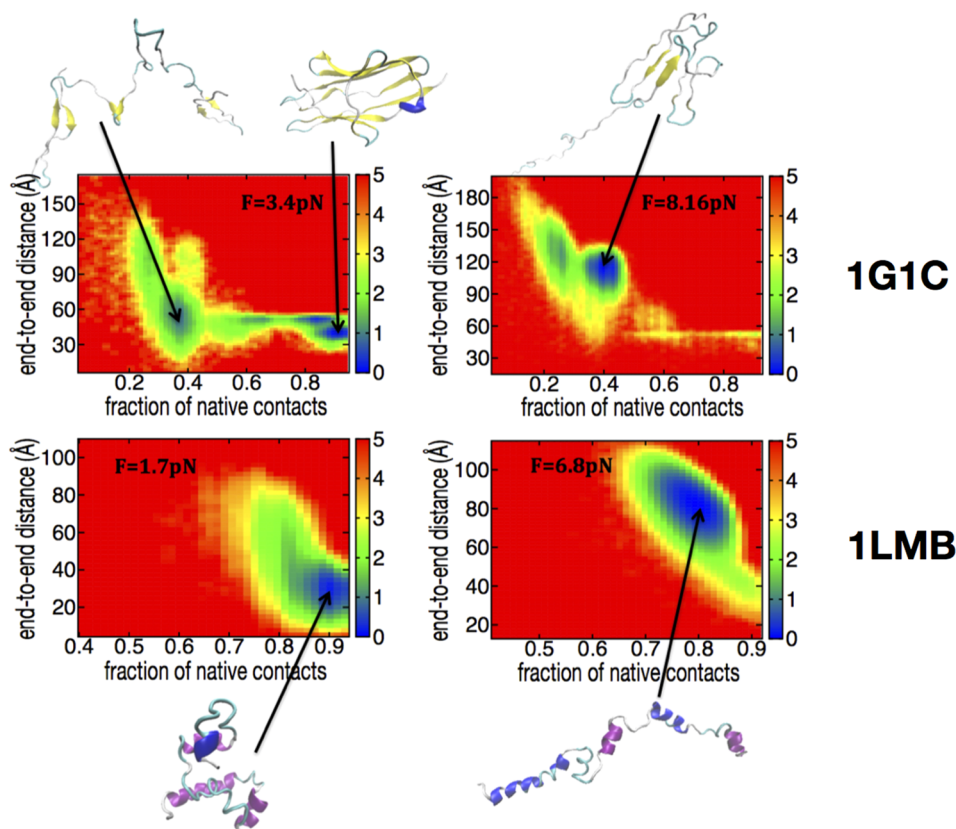 F=3.4pN
end-to-end distance (Å)
150
120
90
60
30
0.2 0.4 0.6 0.8
fraction of native contacts
5
4
3
2
1
0
F=8.16pN
end-to-end distance (Å)
180
150
120
90
60
30
0.2 0.4 0.6 0.8
fraction of native contacts
5
4
3
2
1
0
1G1C
F=1.7pN
end-to-end distance (Å)
100
80
60
40
20
0.4 0.5 0.6 0.7 0.8 0.9
fraction of native contacts
5
4
3
2
1
0
F=6.8pN
end-to-end distance (Å)
100
80
60
40
20
0.5 0.6 0.7 0.8 0.9
fraction of native contacts
5
4
3
2
1
0
1LMB